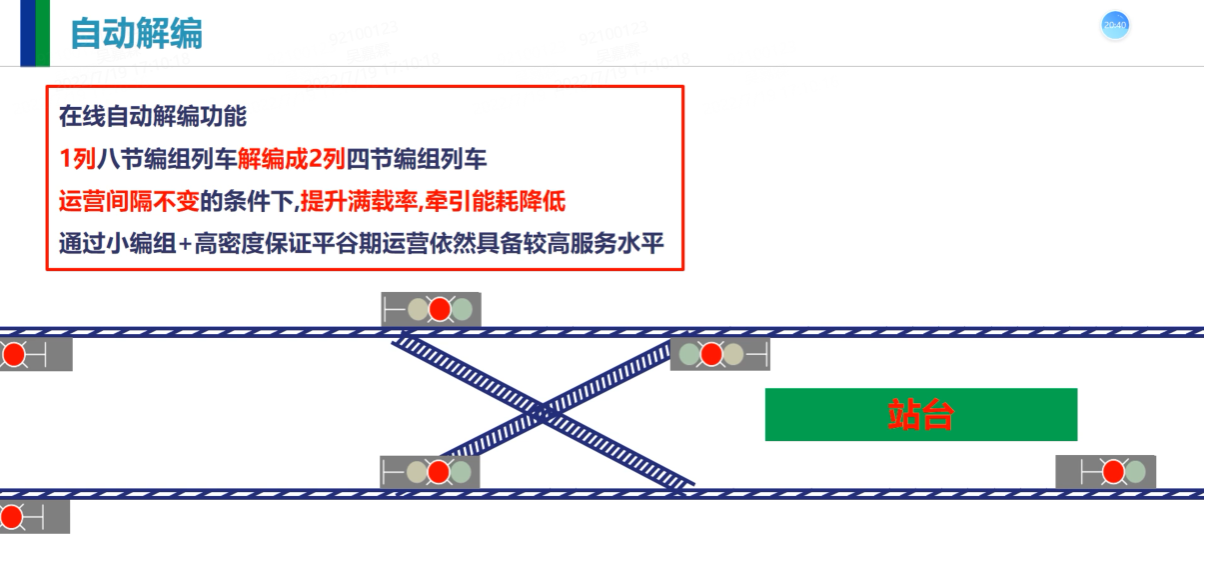 自动解编
20:40
在线自动解编功能
1列八节编组列车解编成2列四节编组列车
运营间隔不变的条件下,提升满载率,牵引能耗降低
通过小编组+高密度保证平谷期运营依然具备较高服务水平
站台